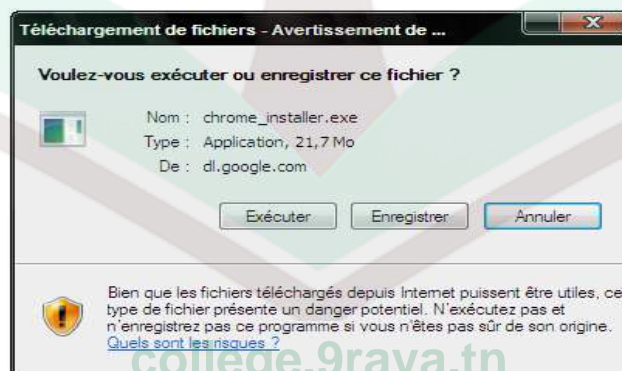 Téléchargement de fichiers - Avertissement de ...
Voulez-vous exécuter ou enregistrer ce fichier ?
Nom : chrome_installer.exe
Type : Application, 21,7 Mo
De : dl.google.com
Exécuter Enregistrer Annuler
Bien que les fichiers téléchargés depuis Internet puissent être utiles, ce
type de fichier présente un danger potentiel. N'exécutez pas et
n'enregistrez pas ce programme si vous n'êtes pas sûr de son origine.
Quels sont les risques ?
college.9raya.tn